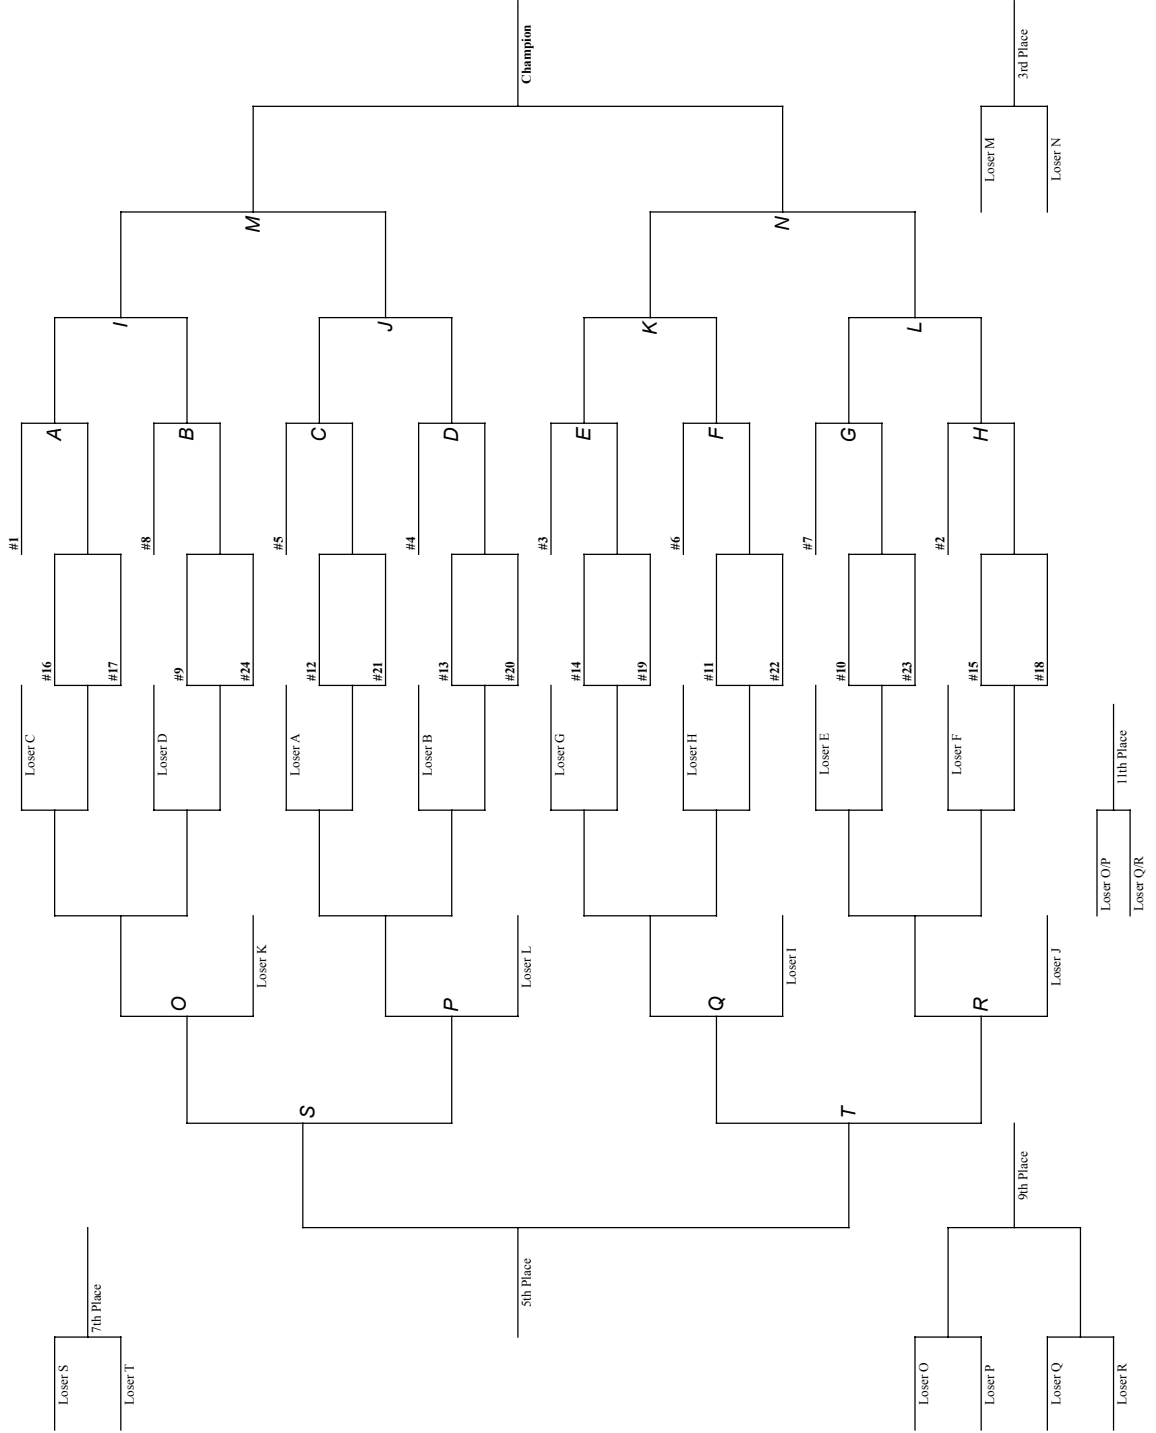 Champion
3rd Place
Loser M
Loser N
M
N
I
J
K
L
A
B
C
D
E
F
G
H
#1
#8
#5
#4
#3
#6
#7
#2
#16
#17
#9
#24
#12
#21
#13
#20
#14
#19
#11
#22
#10
#23
#15
#18
Loser C
Loser D
Loser A
Loser B
Loser G
Loser H
Loser E
Loser F
11th Place
Loser O/P
Loser Q/R
Loser K
Loser L
Loser I
Loser J
O
P
Q
R
S
T
9th Place
7th Place
5th Place
Loser S
Loser T
Loser O
Loser P
Loser Q
Loser R